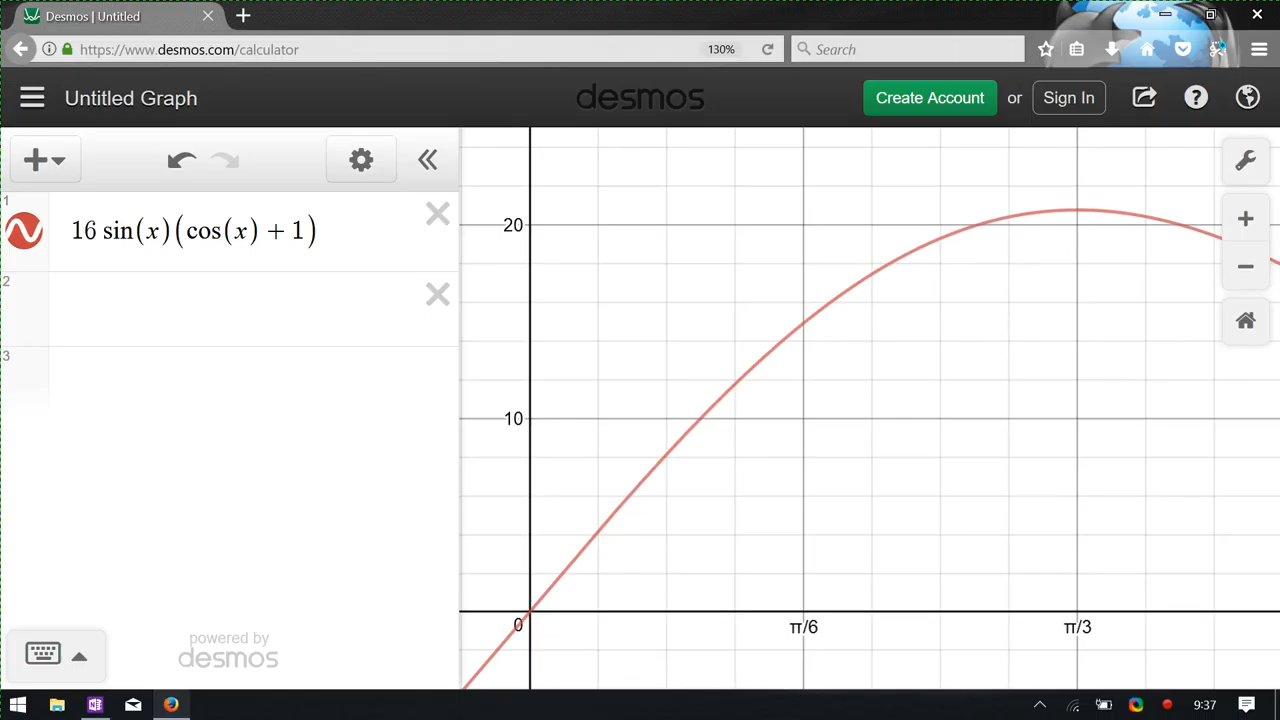 Desmos | Untitled
https://www.desmos.com/calculator
130%
Search
Untitled Graph
desmos
Create Account
or
Sign In
1
16 sin(x)(cos(x) + 1)
2
3
20
10
0
π/6
π/3
powered by
desmos
9:37